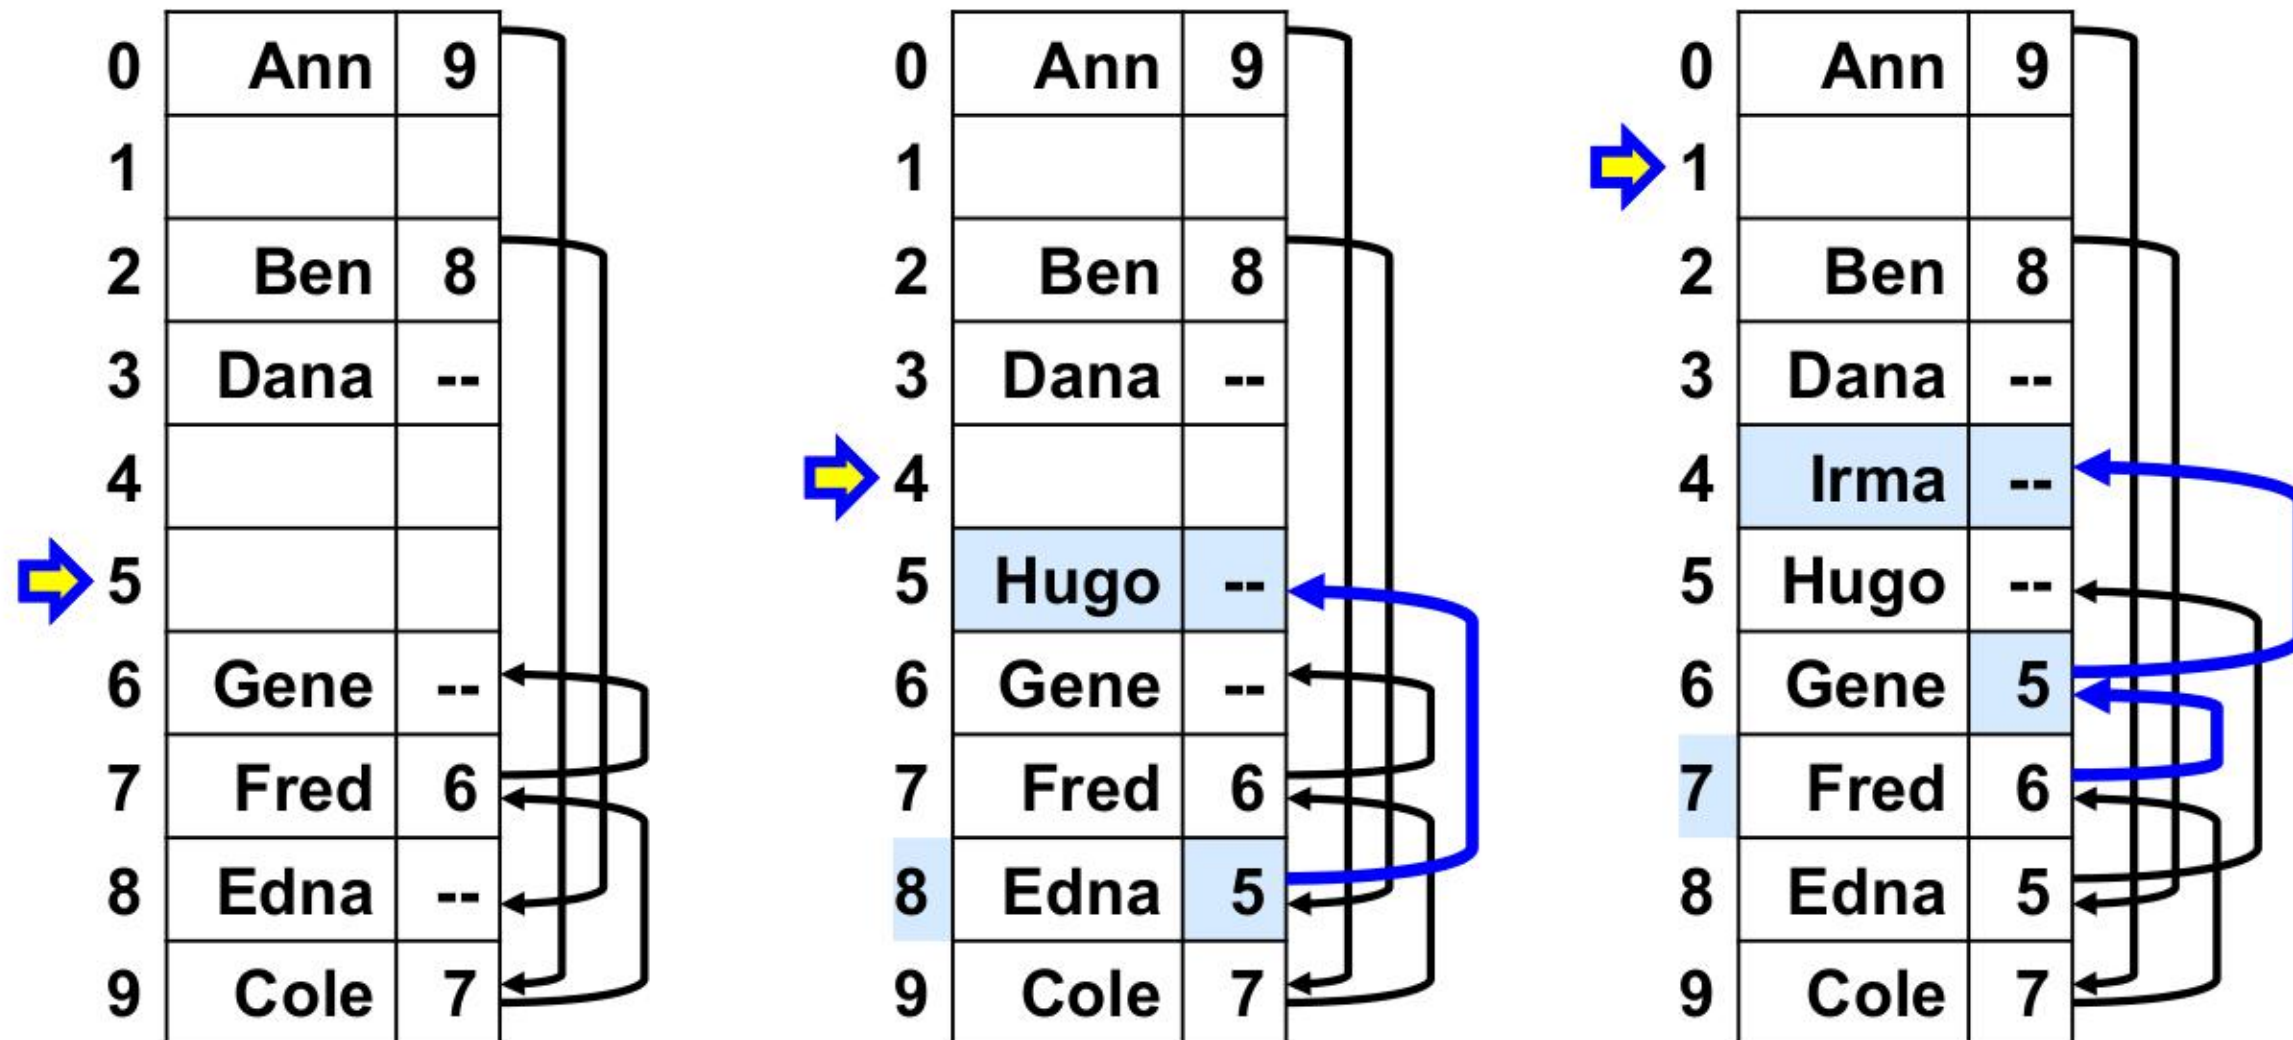 0 Ann 9
1
2 Ben 8
3 Dana --
4
5
6 Gene --
7 Fred 6
8 Edna --
9 Cole 7
0 Ann 9
1
2 Ben 8
3 Dana --
4
5 Hugo --
6 Gene --
7 Fred 6
8 Edna 5
9 Cole 7
0 Ann 9
1
2 Ben 8
3 Dana --
4 Irma --
5 Hugo --
6 Gene 5
7 Fred 6
8 Edna 5
9 Cole 7